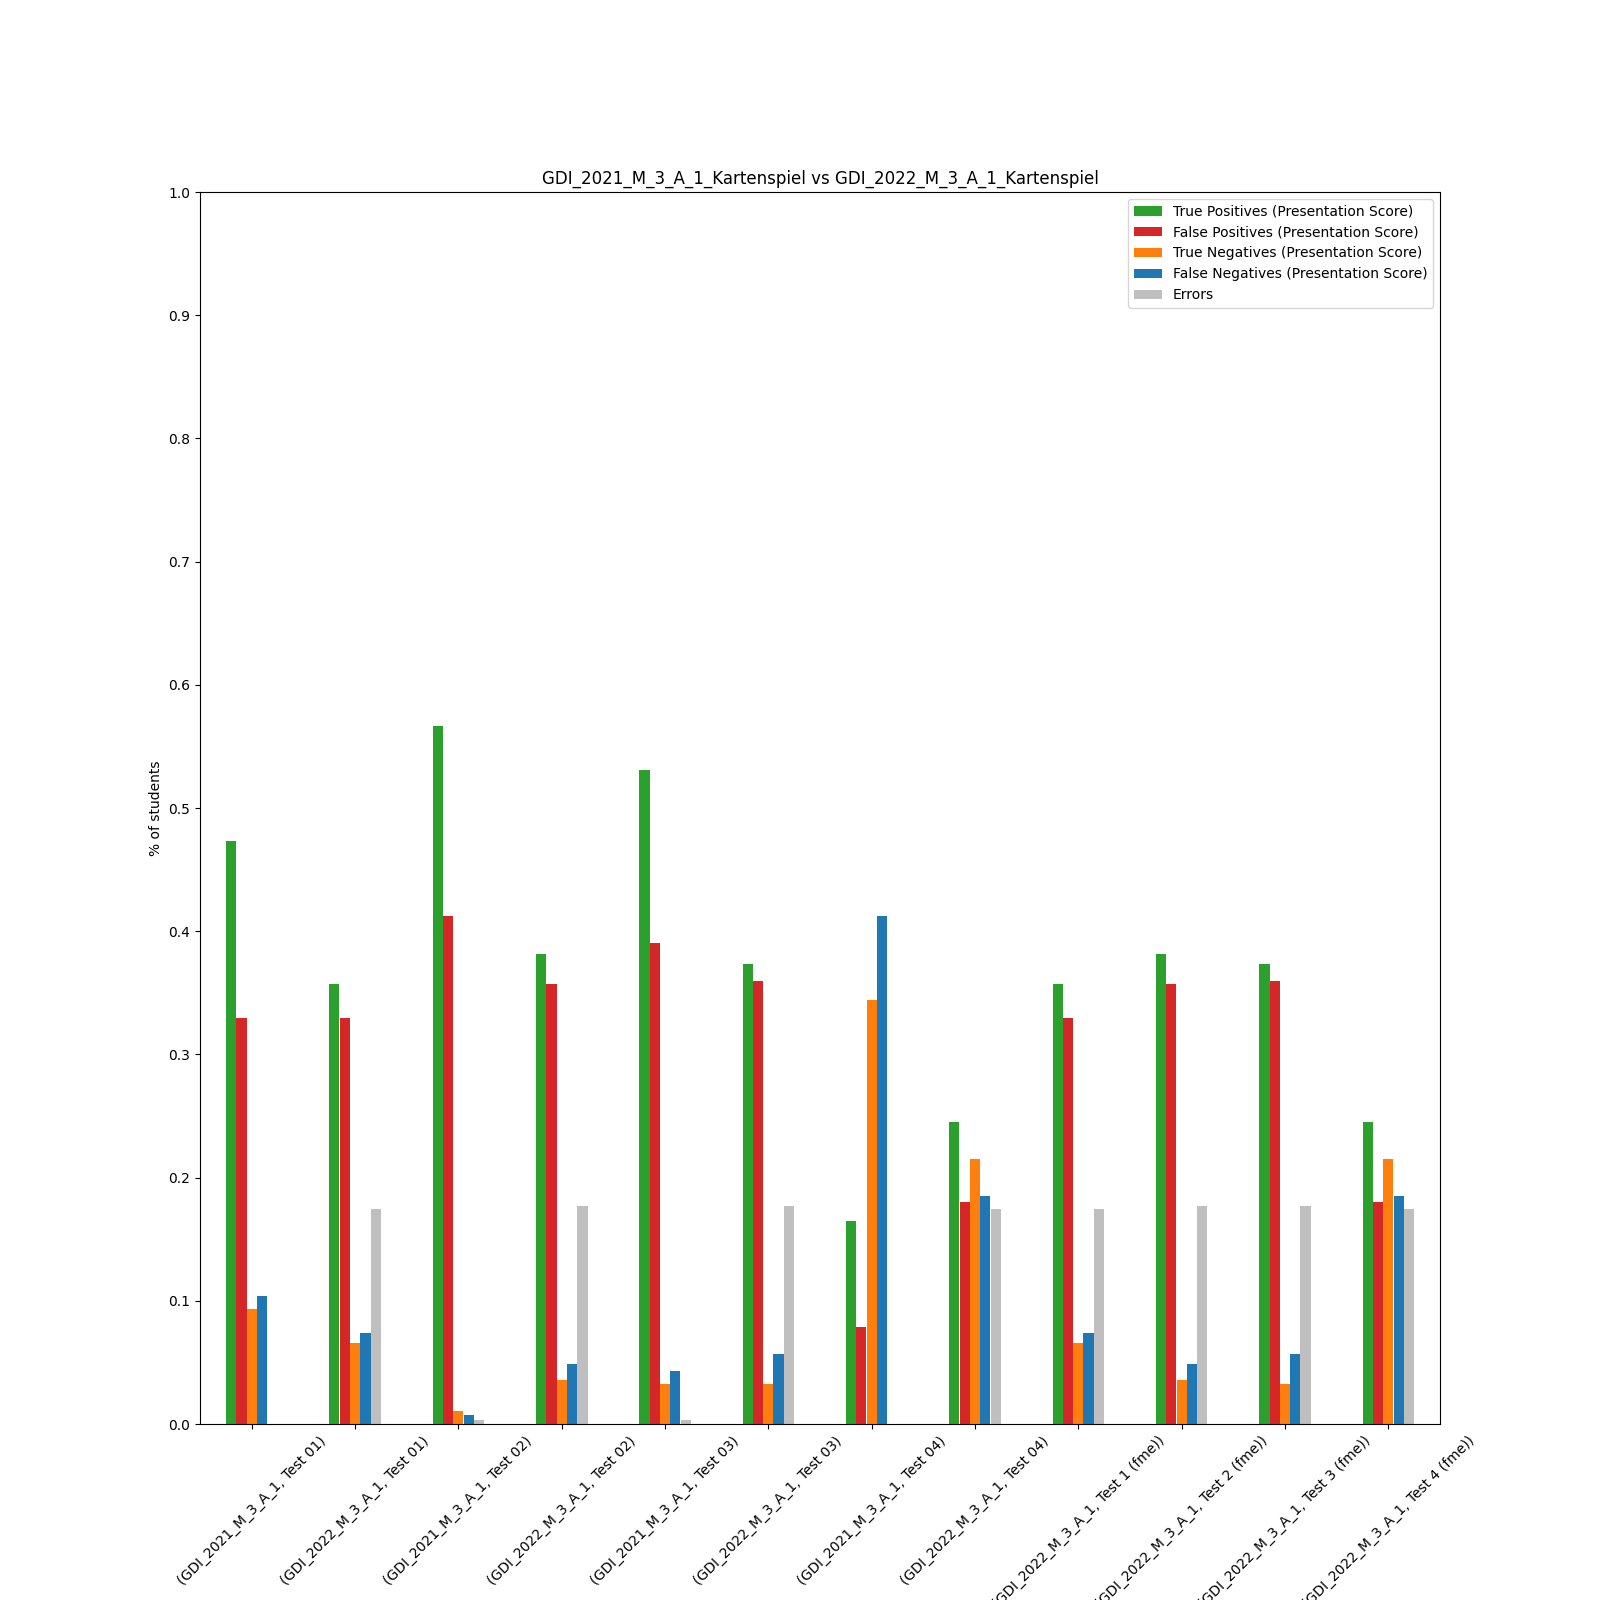 GDI_2021_M_3_A_1_Kartenspiel vs GDI_2022_M_3_A_1_Kartenspiel
True Positives (Presentation Score)
False Positives (Presentation Score)
True Negatives (Presentation Score)
False Negatives (Presentation Score)
Errors
% of students
1.0
0.9
0.8
0.7
0.6
0.5
0.4
0.3
0.2
0.1
0.0
(GDI_2021_M_3_A_1, Test 01)
(GDI_2022_M_3_A_1, Test 01)
(GDI_2021_M_3_A_1, Test 02)
(GDI_2022_M_3_A_1, Test 02)
(GDI_2021_M_3_A_1, Test 03)
(GDI_2022_M_3_A_1, Test 03)
(GDI_2021_M_3_A_1, Test 04)
(GDI_2022_M_3_A_1, Test 04)
(GDI_2022_M_3_A_1, Test 1 (fme))
(GDI_2022_M_3_A_1, Test 2 (fme))
(GDI_2022_M_3_A_1, Test 3 (fme))
(GDI_2022_M_3_A_1, Test 4 (fme))